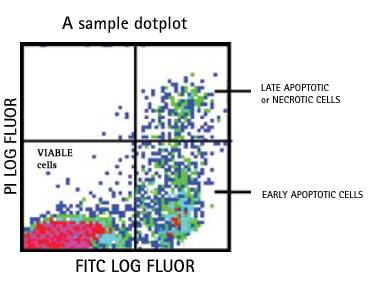 A sample dotplot
PI LOG FLUOR
LATE APOPTOTIC
or NECROTIC CELLS
VIABLE
cells
EARLY APOPTOTIC CELLS
FITC LOG FLUOR